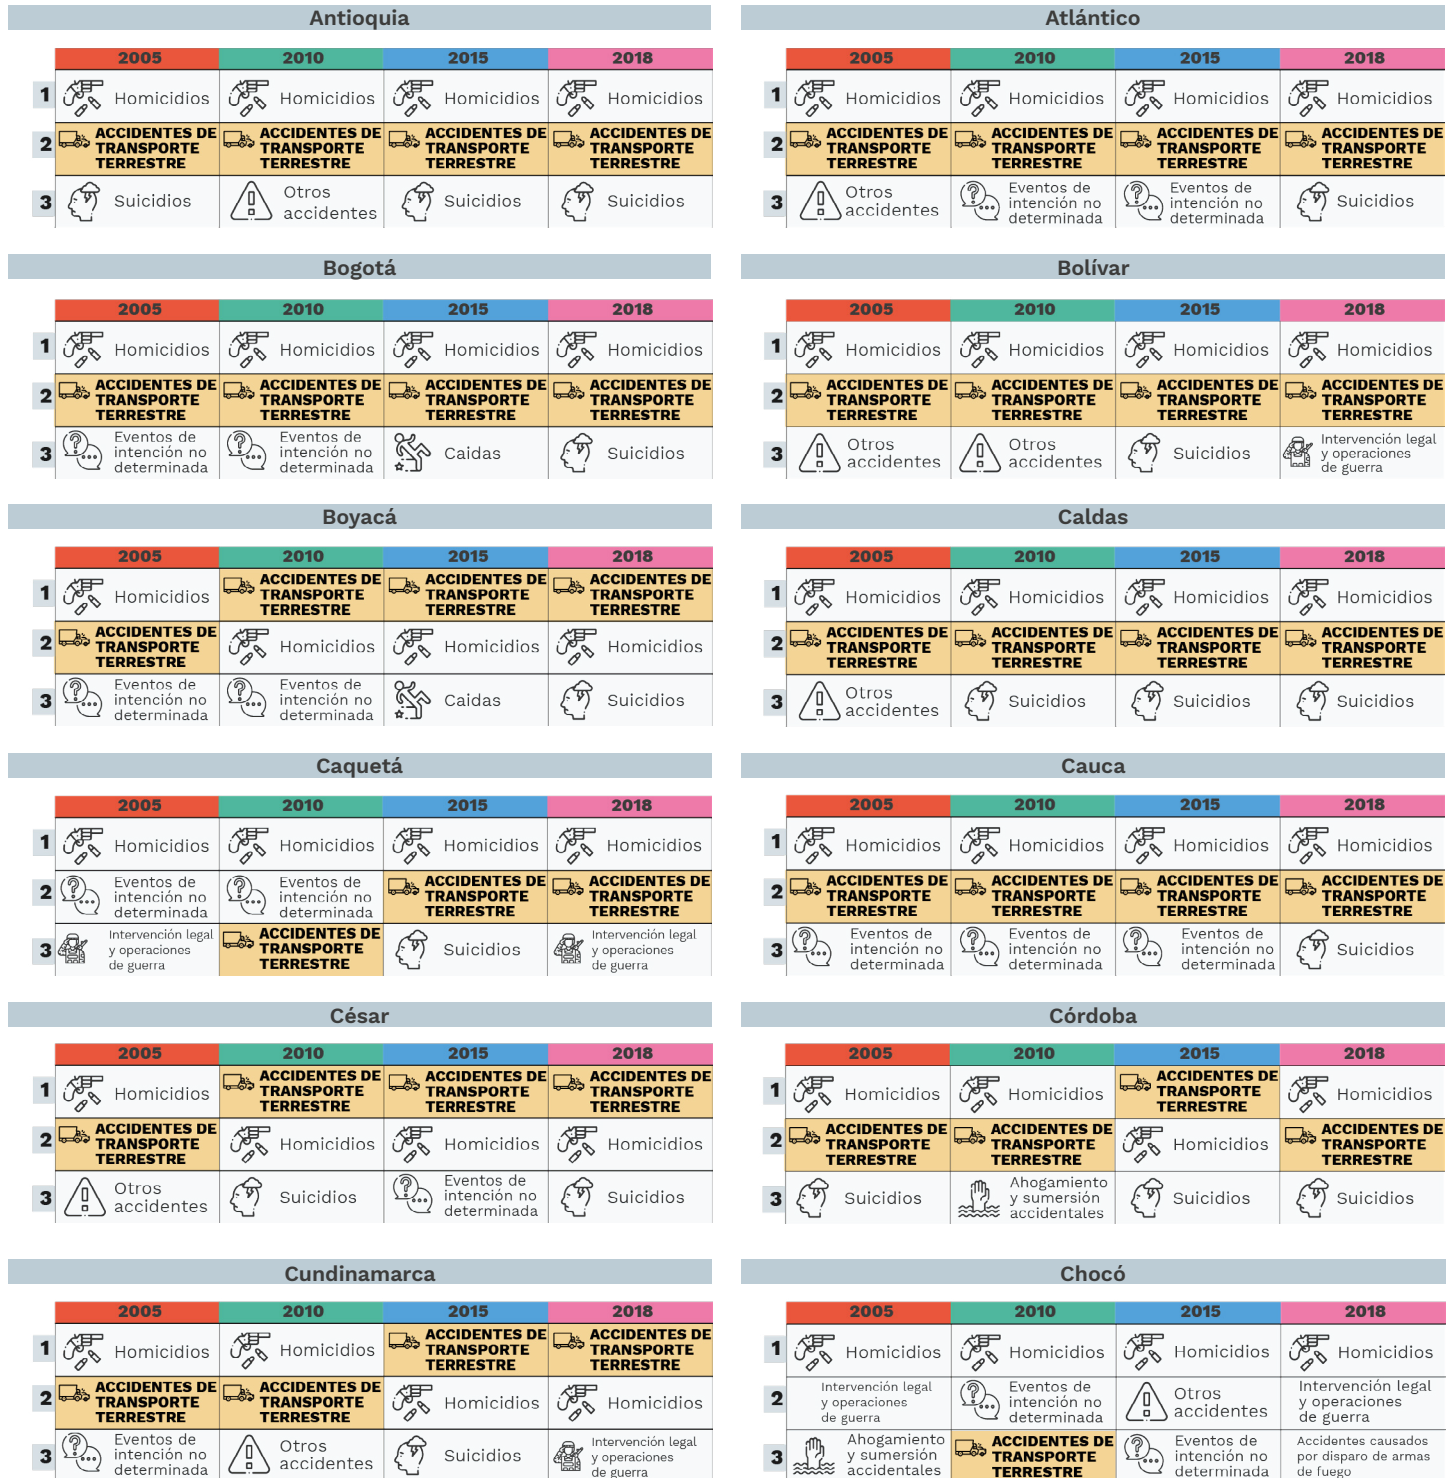 Antioquia
2005 2010 2015 2018
1 Homicidios Homicidios Homicidios Homicidios
2 ACCIDENTES DE TRANSPORTE TERRESTRE ACCIDENTES DE TRANSPORTE TERRESTRE ACCIDENTES DE TRANSPORTE TERRESTRE ACCIDENTES DE TRANSPORTE TERRESTRE
3 Suicidios Otros accidentes Suicidios Suicidios
Atlántico
2005 2010 2015 2018
1 Homicidios Homicidios Homicidios Homicidios
2 ACCIDENTES DE TRANSPORTE TERRESTRE ACCIDENTES DE TRANSPORTE TERRESTRE ACCIDENTES DE TRANSPORTE TERRESTRE ACCIDENTES DE TRANSPORTE TERRESTRE
3 Otros accidentes Eventos de intención no determinada Eventos de intención no determinada Suicidios
Bogotá
2005 2010 2015 2018
1 Homicidios Homicidios Homicidios Homicidios
2 ACCIDENTES DE TRANSPORTE TERRESTRE ACCIDENTES DE TRANSPORTE TERRESTRE ACCIDENTES DE TRANSPORTE TERRESTRE ACCIDENTES DE TRANSPORTE TERRESTRE
3 Eventos de intención no determinada Eventos de intención no determinada Caidas Suicidios
Bolívar
2005 2010 2015 2018
1 Homicidios Homicidios Homicidios Homicidios
2 ACCIDENTES DE TRANSPORTE TERRESTRE ACCIDENTES DE TRANSPORTE TERRESTRE ACCIDENTES DE TRANSPORTE TERRESTRE ACCIDENTES DE TRANSPORTE TERRESTRE
3 Otros accidentes Otros accidentes Suicidios Intervención legal y operaciones de guerra
Boyacá
2005 2010 2015 2018
1 Homicidios ACCIDENTES DE TRANSPORTE TERRESTRE ACCIDENTES DE TRANSPORTE TERRESTRE ACCIDENTES DE TRANSPORTE TERRESTRE
2 ACCIDENTES DE TRANSPORTE TERRESTRE Homicidios Homicidios Homicidios
3 Eventos de intención no determinada Eventos de intención no determinada Caidas Suicidios
Caldas
2005 2010 2015 2018
1 Homicidios Homicidios Homicidios Homicidios
2 ACCIDENTES DE TRANSPORTE TERRESTRE ACCIDENTES DE TRANSPORTE TERRESTRE ACCIDENTES DE TRANSPORTE TERRESTRE ACCIDENTES DE TRANSPORTE TERRESTRE
3 Otros accidentes Suicidios Suicidios Suicidios
Caquetá
2005 2010 2015 2018
1 Homicidios Homicidios Homicidios Homicidios
2 Eventos de intención no determinada Eventos de intención no determinada ACCIDENTES DE TRANSPORTE TERRESTRE ACCIDENTES DE TRANSPORTE TERRESTRE
3 Intervención legal y operaciones de guerra ACCIDENTES DE TRANSPORTE TERRESTRE Suicidios Intervención legal y operaciones de guerra
Cauca
2005 2010 2015 2018
1 Homicidios Homicidios Homicidios Homicidios
2 ACCIDENTES DE TRANSPORTE TERRESTRE ACCIDENTES DE TRANSPORTE TERRESTRE ACCIDENTES DE TRANSPORTE TERRESTRE ACCIDENTES DE TRANSPORTE TERRESTRE
3 Eventos de intención no determinada Eventos de intención no determinada Eventos de intención no determinada Suicidios
César
2005 2010 2015 2018
1 Homicidios ACCIDENTES DE TRANSPORTE TERRESTRE ACCIDENTES DE TRANSPORTE TERRESTRE ACCIDENTES DE TRANSPORTE TERRESTRE
2 ACCIDENTES DE TRANSPORTE TERRESTRE Homicidios Homicidios Homicidios
3 Otros accidentes Suicidios Eventos de intención no determinada Suicidios
Córdoba
2005 2010 2015 2018
1 Homicidios Homicidios ACCIDENTES DE TRANSPORTE TERRESTRE Homicidios
2 ACCIDENTES DE TRANSPORTE TERRESTRE ACCIDENTES DE TRANSPORTE TERRESTRE Homicidios ACCIDENTES DE TRANSPORTE TERRESTRE
3 Suicidios Ahogamiento y sumersión accidentales Suicidios Suicidios
Cundinamarca
2005 2010 2015 2018
1 Homicidios Homicidios ACCIDENTES DE TRANSPORTE TERRESTRE ACCIDENTES DE TRANSPORTE TERRESTRE
2 ACCIDENTES DE TRANSPORTE TERRESTRE ACCIDENTES DE TRANSPORTE TERRESTRE Homicidios Homicidios
3 Eventos de intención no determinada Otros accidentes Suicidios Intervención legal y operaciones de guerra
Chocó
2005 2010 2015 2018
1 Homicidios Homicidios Homicidios Homicidios
2 Intervención legal y operaciones de guerra Eventos de intención no determinada Otros accidentes Intervención legal y operaciones de guerra
3 Ahogamiento y sumersión accidentales ACCIDENTES DE TRANSPORTE TERRESTRE Eventos de intención no determinada Accidentes causados por disparo de armas de fuego